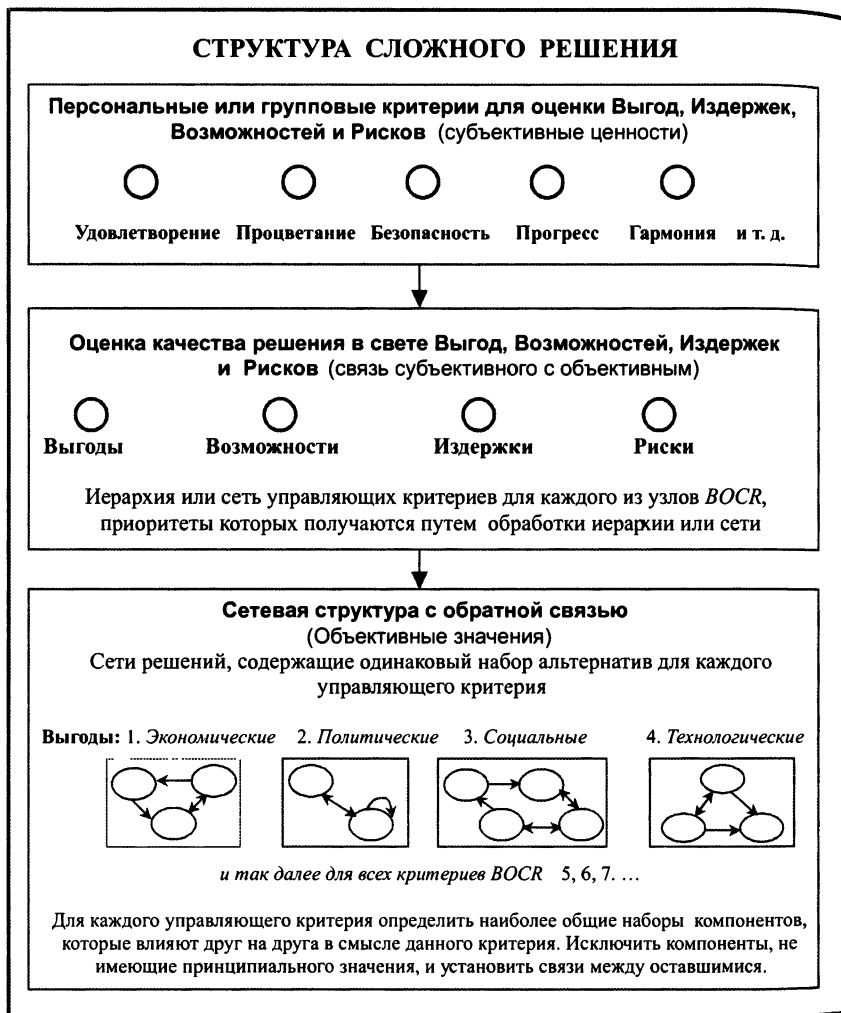 СТРУКТУРА СЛОЖНОГО РЕШЕНИЯ
Персональные или групповые критерии для оценки Выгод, Издержек,
Возможностей и Рисков (субъективные ценности)
Удовлетворение Процветание Безопасность Прогресс Гармония и т. д.
Оценка качества решения в свете Выгод, Возможностей, Издержек
и Рисков (связь субъективного с объективным)
Выгоды Возможности Издержки Риски
Иерархия или сеть управляющих критериев для каждого из узлов BOCR,
приоритеты которых получаются путем обработки иерархии или сети
Сетевая структура с обратной связью
(Объективные значения)
Сети решений, содержащие одинаковый набор альтернатив для каждого
управляющего критерия
Выгоды: 1. Экономические 2. Политические 3. Социальные 4. Технологические
и так далее для всех критериев BOCR 5, 6, 7. …
Для каждого управляющего критерия определить наиболее общие наборы компонентов,
которые влияют друг на друга в смысле данного критерия. Исключить компоненты, не
имеющие принципиального значения, и установить связи между оставшимися.